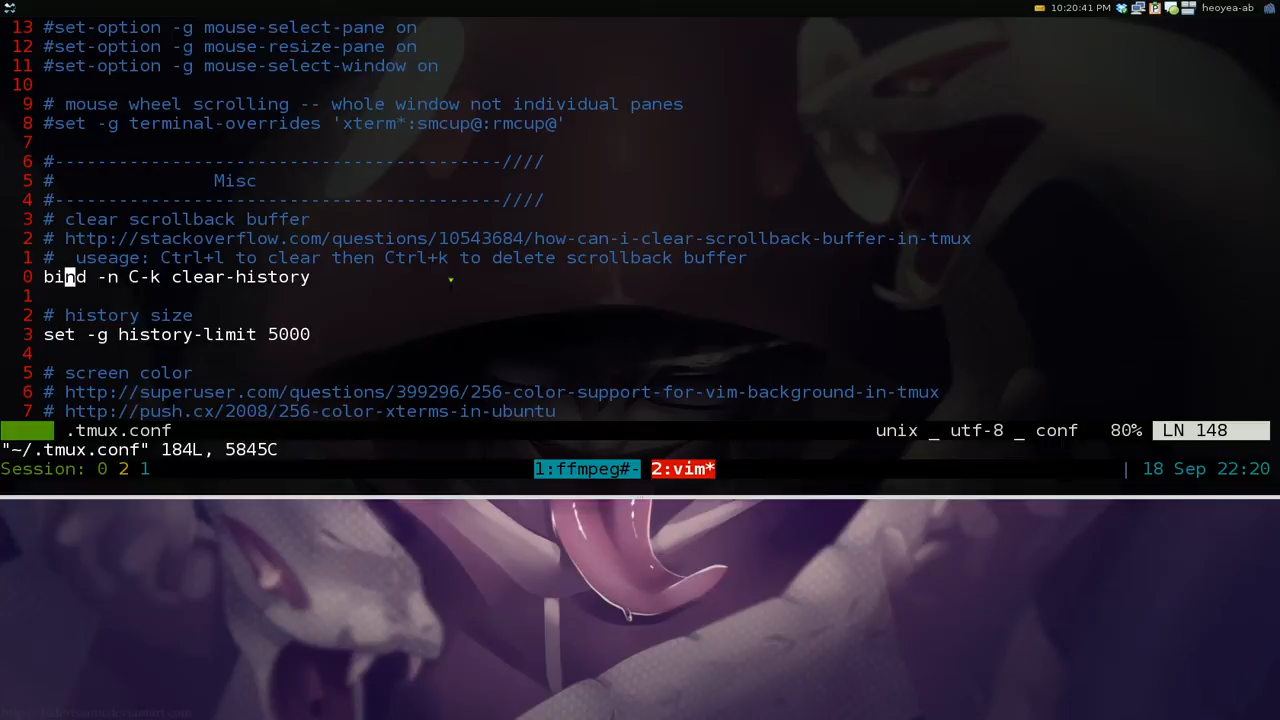 10:20:41 PM heoyea-ab
13 #set-option -g mouse-select-pane on
12 #set-option -g mouse-resize-pane on
11 #set-option -g mouse-select-window on
10
9 # mouse wheel scrolling -- whole window not individual panes
8 #set -g terminal-overrides 'xterm*:smcup@:rmcup@'
7
6 #------------------------------------------////
5 # Misc
4 #------------------------------------------////
3 # clear scrollback buffer
2 # http://stackoverflow.com/questions/10543684/how-can-i-clear-scrollback-buffer-in-tmux
1 # useage: Ctrl+l to clear then Ctrl+k to delete scrollback buffer
0 bind -n C-k clear-history
1
2 # history size
3 set -g history-limit 5000
4
5 # screen color
6 # http://superuser.com/questions/399296/256-color-support-for-vim-background-in-tmux
7 # http://push.cx/2008/256-color-xterms-in-ubuntu
.tmux.conf unix _ utf-8 _ conf 80% LN 148
"~/.tmux.conf" 184L, 5845C
Session: 0 2 1 1:ffmpeg#- 2:vim* | 18 Sep 22:20